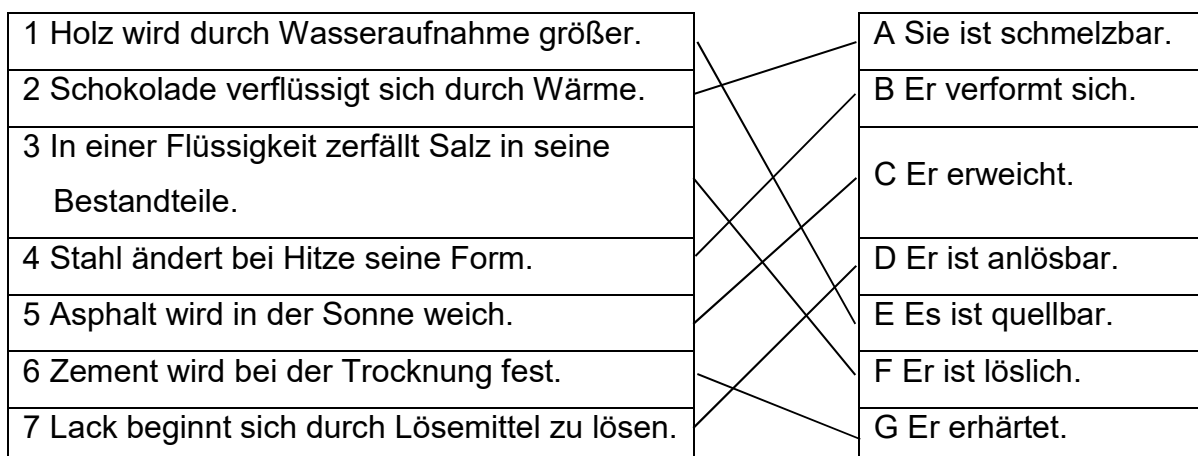 1 Holz wird durch Wasseraufnahme größer.
2 Schokolade verflüssigt sich durch Wärme.
3 In einer Flüssigkeit zerfällt Salz in seine
Bestandteile.
4 Stahl ändert bei Hitze seine Form.
5 Asphalt wird in der Sonne weich.
6 Zement wird bei der Trocknung fest.
7 Lack beginnt sich durch Lösemittel zu lösen.
A Sie ist schmelzbar.
B Er verformt sich.
C Er erweicht.
D Er ist anlösbar.
E Es ist quellbar.
F Er ist löslich.
G Er erhärtet.